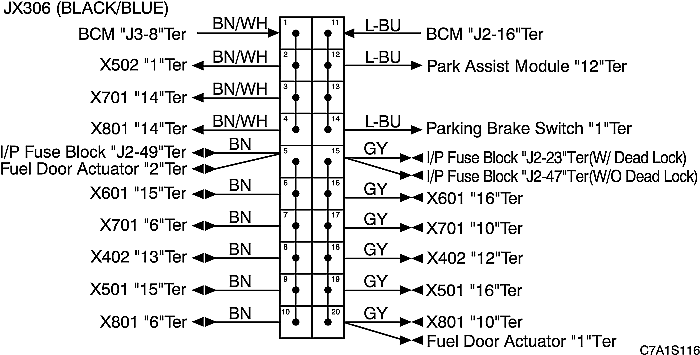 JX306 (BLACK/BLUE)
BCM "J3-8"Ter BN/WH 1 11 L-BU BCM "J2-16"Ter
X502 "1"Ter BN/WH 2 12 L-BU Park Assist Module "12"Ter
X701 "14"Ter BN/WH 3 13
X801 "14"Ter BN/WH 4 14 L-BU Parking Brake Switch "1"Ter
I/P Fuse Block "J2-49"Ter BN 5 15 GY I/P Fuse Block "J2-23"Ter(W/ Dead Lock)
Fuel Door Actuator "2"Ter I/P Fuse Block "J2-47"Ter(W/O Dead Lock)
X601 "15"Ter BN 6 16 GY X601 "16"Ter
X701 "6"Ter BN 7 17 GY X701 "10"Ter
X402 "13"Ter BN 8 18 GY X402 "12"Ter
X501 "15"Ter BN 9 19 GY X501 "16"Ter
X801 "6"Ter BN 10 20 GY X801 "10"Ter
Fuel Door Actuator "1"Ter
C7A1S116